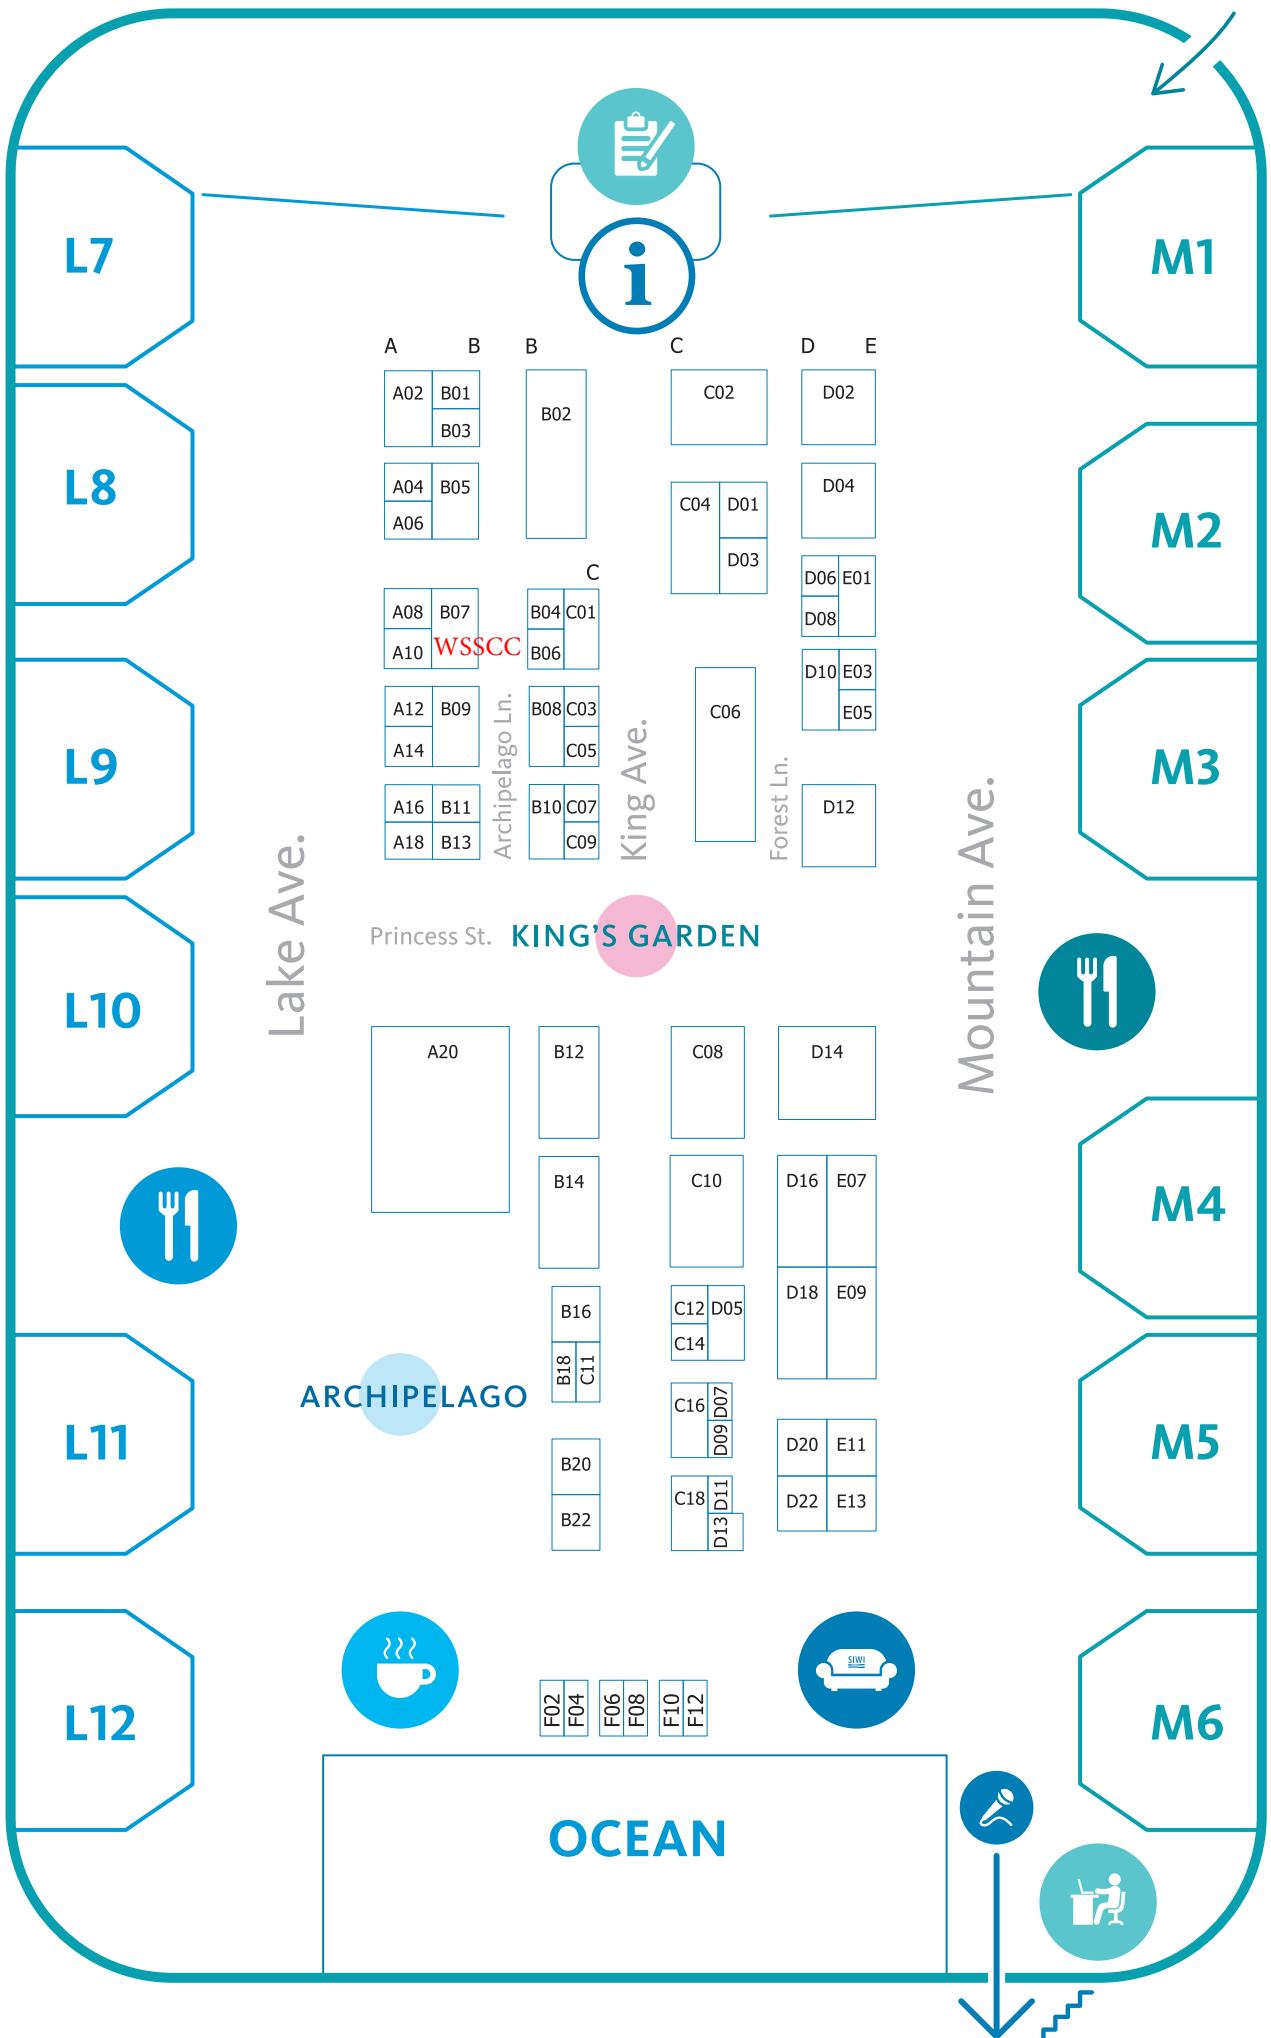 L7
M1
i
A B B C D E
A02 B01 B02 C02 D02
B03
L8
A04 B05 C04 D01 D04
A06
M2
D03
C
D06 E01
A08 B07 B04 C01 D08
WSSCC
A10 B06
D10 E03
A12 B09 B08 C03 C06 E05
L9
A14 C05
M3
Archipelago Ln.
King Ave.
Forest Ln.
A16 B11 B10 C07 D12
A18 B13 C09
Lake Ave.
Mountain Ave.
Princess St. KING'S GARDEN
L10
A20 B12 C08 D14
B14 C10 D16 E07
M4
B16 C12 D05 D18 E09
C14
B18 C11
ARCHIPELAGO
C16 D07
D09
L11
M5
B20 D20 E11
C18 D11
B22 D13 D22 E13
SIWI
L12
F02 F04 F06 F08 F10 F12
M6
OCEAN